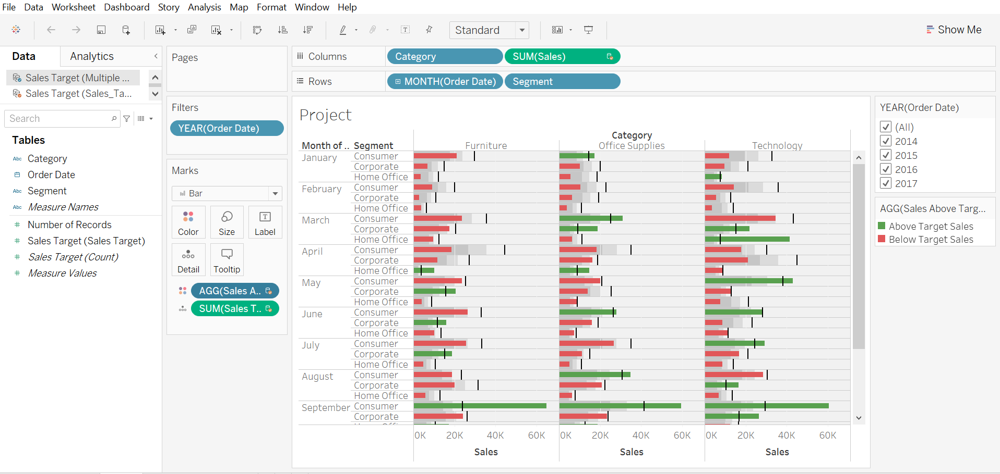 File Data Worksheet Dashboard Story Analysis Map Format Window Help
Standard
Show Me
Data Analytics
Sales Target (Multiple ...
Sales Target (Sales_Ta...
Search
Tables
Abc Category
Order Date
Abc Segment
Abc Measure Names
Number of Records
Sales Target (Sales Target)
Sales Target (Count)
Measure Values
Pages
Filters
YEAR(Order Date)
Marks
Bar
Color Size Label
Detail Tooltip
AGG(Sales A..
SUM(Sales T..
Columns Category SUM(Sales)
Rows MONTH(Order Date) Segment
Project
Category
Month of .. Segment Furniture Office Supplies Technology
January Consumer
Corporate
Home Office
February Consumer
Corporate
Home Office
March Consumer
Corporate
Home Office
April Consumer
Corporate
Home Office
May Consumer
Corporate
Home Office
June Consumer
Corporate
Home Office
July Consumer
Corporate
Home Office
August Consumer
Corporate
Home Office
September Consumer
Corporate
0K 20K 40K 60K 0K 20K 40K 60K 0K 20K 40K 60K
Sales Sales Sales
YEAR(Order Date)
(All)
2014
2015
2016
2017
AGG(Sales Above Targ...
Above Target Sales
Below Target Sales